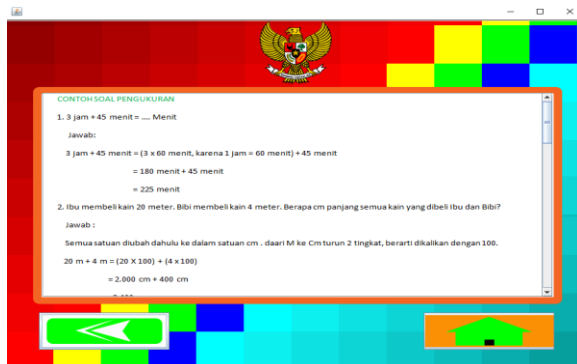 CONTOH SOAL PENGUKURAN
1. 3 jam + 45 menit = .... Menit
Jawab:
3 jam + 45 menit = (3 x 60 menit, karena 1 jam = 60 menit) + 45 menit
= 180 menit + 45 menit
= 225 menit
2. Ibu membeli kain 20 meter. Bibi membeli kain 4 meter. Berapa cm panjang semua kain yang dibeli Ibu dan Bibi?
Jawab :
Semua satuan diubah dahulu ke dalam satuan cm . daari M ke Cm turun 2 tingkat, berarti dikalikan dengan 100.
20 m + 4 m = (20 X 100) + (4 x 100)
= 2.000 cm + 400 cm